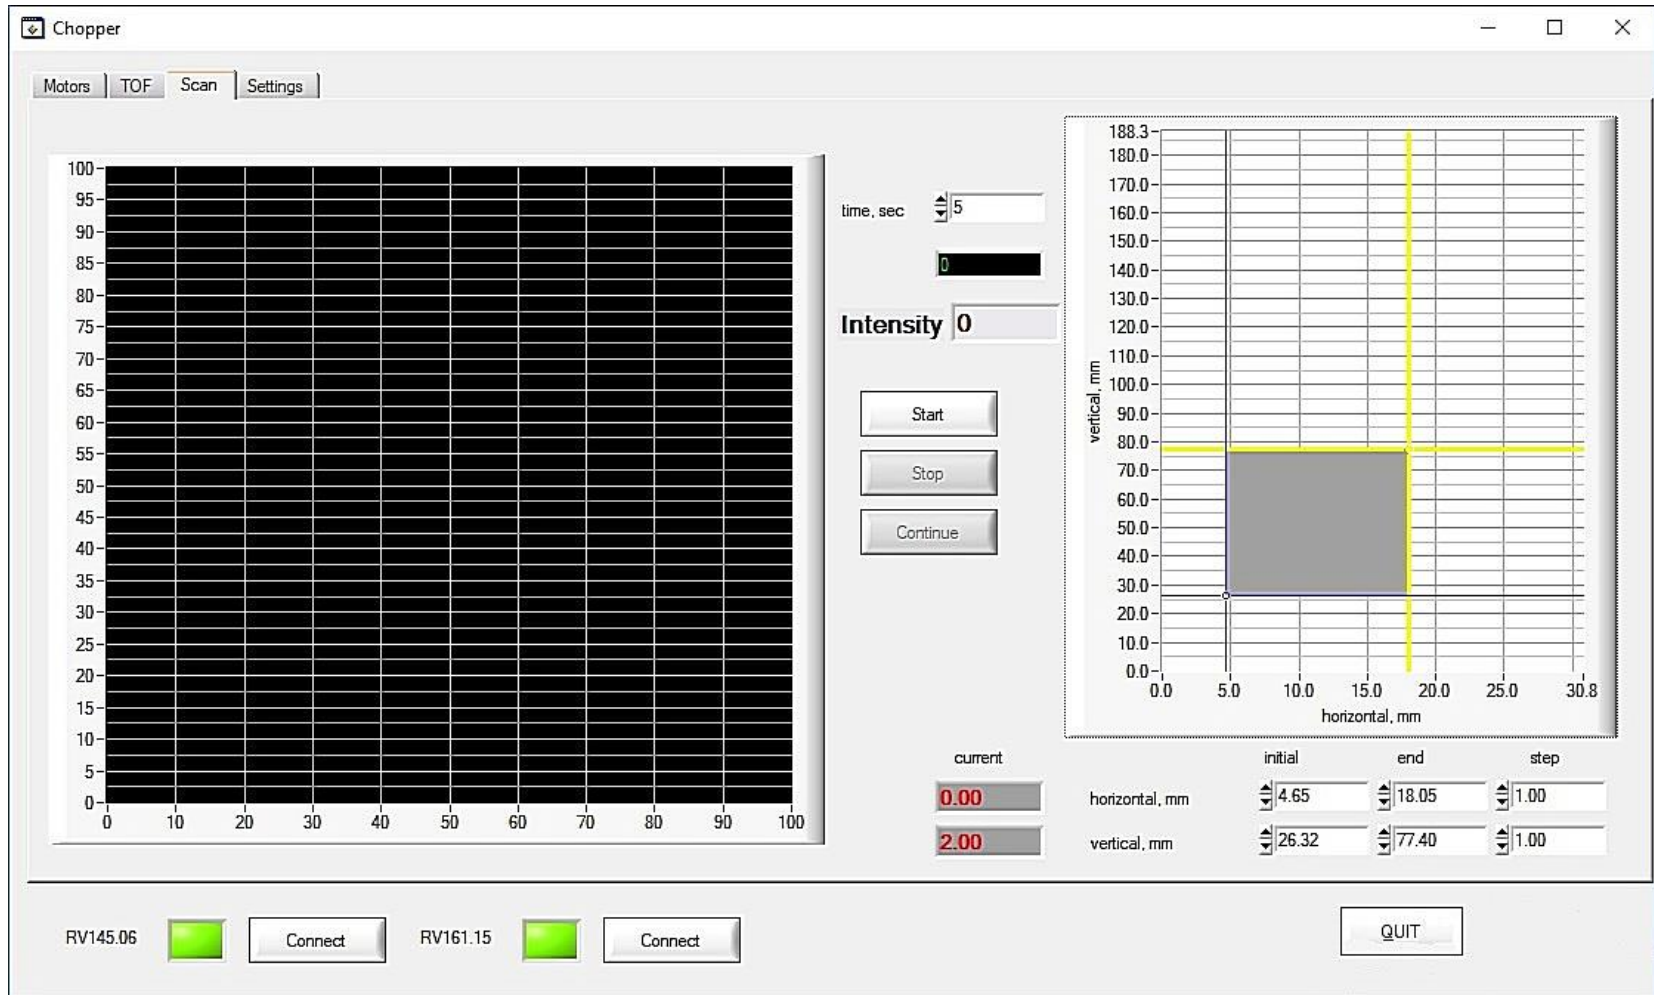 Chopper
Motors TOF Scan Settings
100
95
90
85
80
75
70
65
60
55
50
45
40
35
30
25
20
15
10
5
0
0 10 20 30 40 50 60 70 80 90 100
time, sec 5
0
Intensity 0
Start
Stop
Continue
188.3
180.0
170.0
160.0
150.0
140.0
130.0
120.0
110.0
100.0
90.0
80.0
70.0
60.0
50.0
40.0
30.0
20.0
10.0
0.0
vertical, mm
0.0 5.0 10.0 15.0 20.0 25.0 30.8
horizontal, mm
current initial end step
0.00 horizontal, mm 4.65 18.05 1.00
2.00 vertical, mm 26.32 77.40 1.00
RV145.06 Connect RV161.15 Connect QUIT